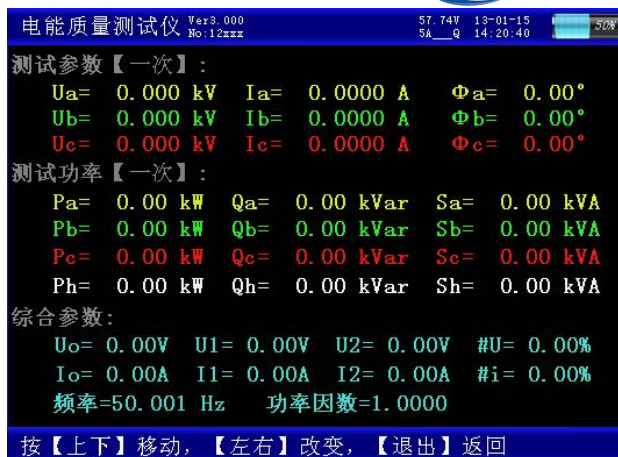 电能质量测试仪 Ver3.000 No:12xxx 57.74V 13-01-15 5A__Q 14:20:40 50%
测试参数【一次】:
Ua= 0.000 kV Ia= 0.0000 A Φa= 0.00°
Ub= 0.000 kV Ib= 0.0000 A Φb= 0.00°
Uc= 0.000 kV Ic= 0.0000 A Φc= 0.00°
测试功率【一次】:
Pa= 0.00 kW Qa= 0.00 kVar Sa= 0.00 kVA
Pb= 0.00 kW Qb= 0.00 kVar Sb= 0.00 kVA
Pc= 0.00 kW Qc= 0.00 kVar Sc= 0.00 kVA
Ph= 0.00 kW Qh= 0.00 kVar Sh= 0.00 kVA
综合参数:
Uo= 0.00V U1= 0.00V U2= 0.00V #U= 0.00%
Io= 0.00A I1= 0.00A I2= 0.00A #i= 0.00%
频率=50.001 Hz 功率因数=1.0000
按【上下】移动，【左右】改变，【退出】返回